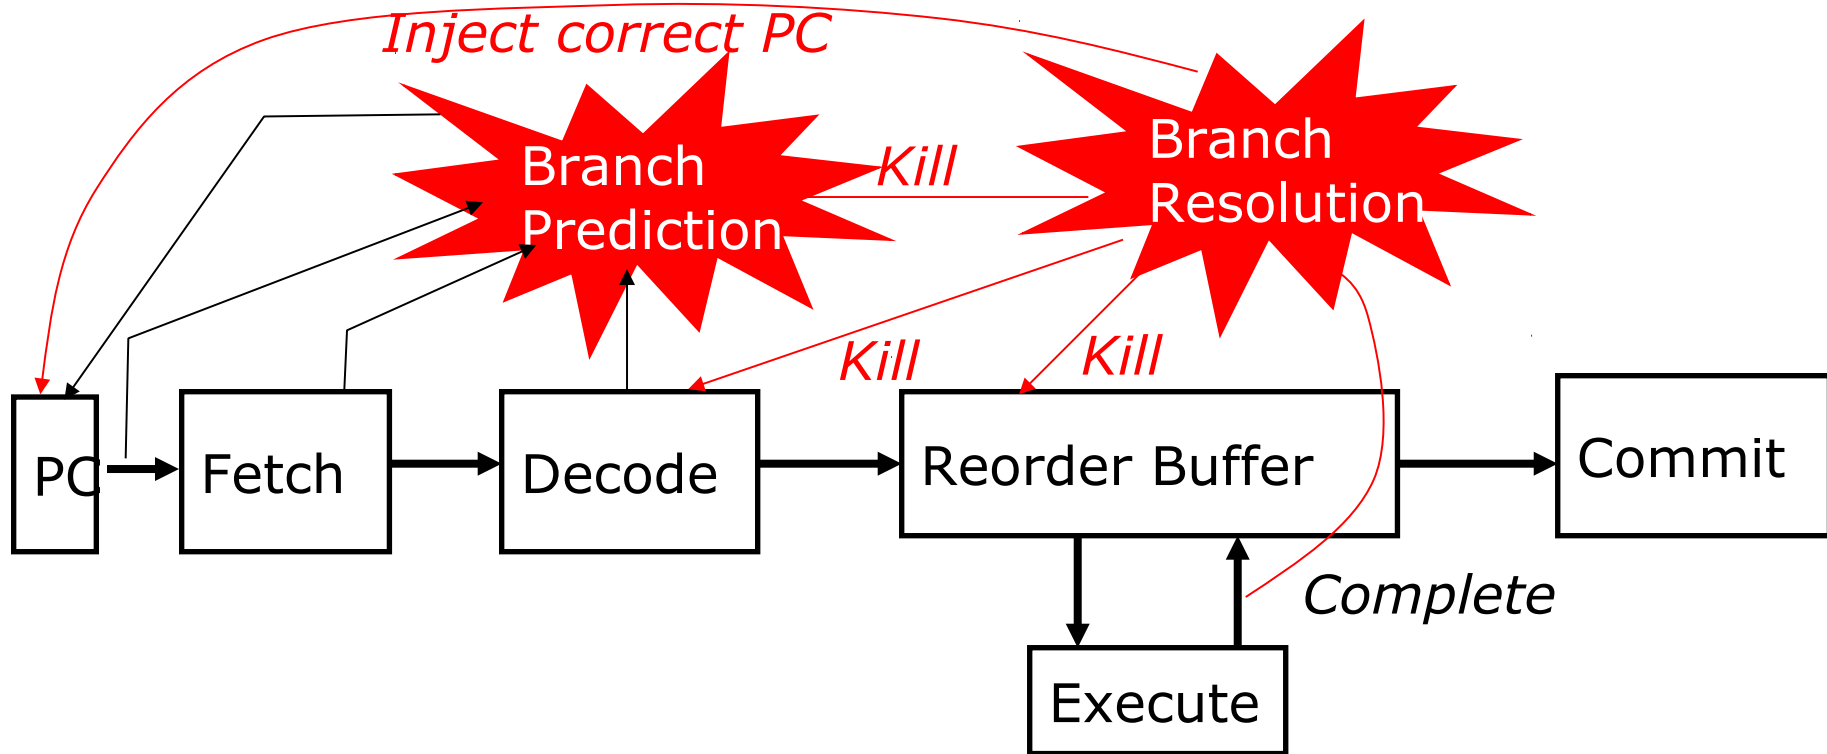 Inject correct PC
Branch
Prediction
Kill
Branch
Resolution
Kill
Kill
PC
Fetch
Decode
Reorder Buffer
Commit
Complete
Execute